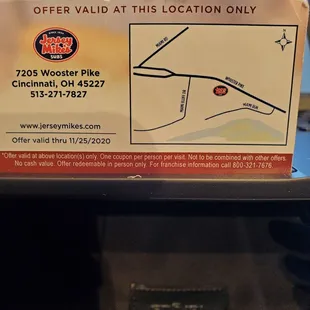 OFFER VALID AT THIS LOCATION ONLY
Jersey
Mike's
SUBS
7205 Wooster Pike
Cincinnati, OH 45227
513-271-7827
www.jerseymikes.com
Offer valid thru 11/25/2020
WOOSTER PIKE
*Offer valid at above location(s) only. One coupon per person per visit. Not to be combined with other offers.
No cash value. Offer redeemable in person only. For franchise information call 800-321-7676.